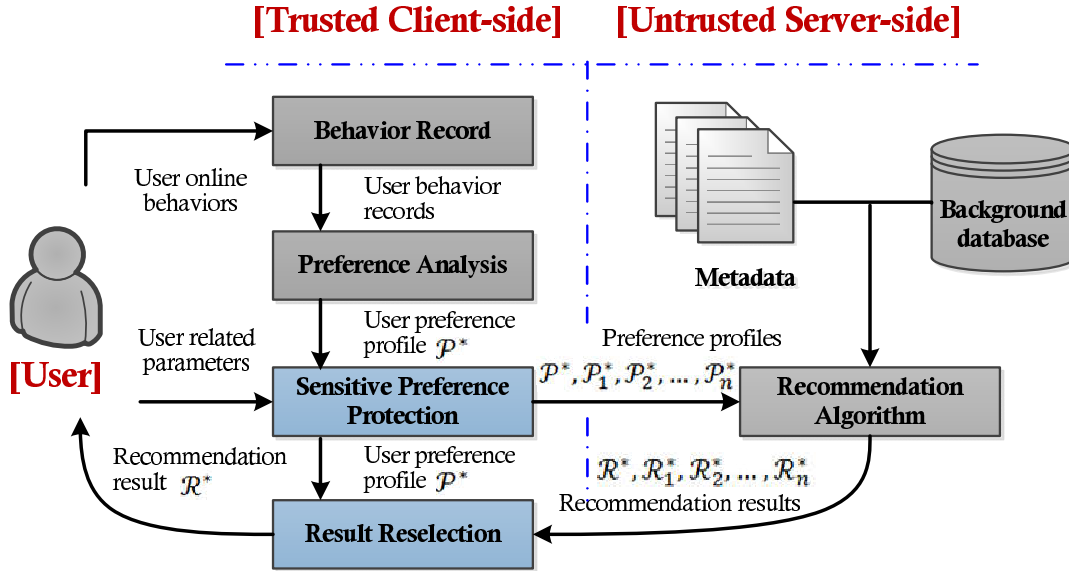 [Trusted Client-side]
[Untrusted Server-side]
Behavior Record
User online
behaviors
User behavior
records
Background
database
Metadata
Preference Analysis
User related
parameters
User preference
profile 𝒫*
Preference profiles
𝒫*, 𝒫₁*, 𝒫₂*, ..., 𝒫ₙ*
[User]
Sensitive Preference
Protection
Recommendation
Algorithm
Recommendation
result ℛ*
User preference
profile 𝒫*
ℛ*, ℛ₁*, ℛ₂*, ..., ℛₙ*
Recommendation results
Result Reselection